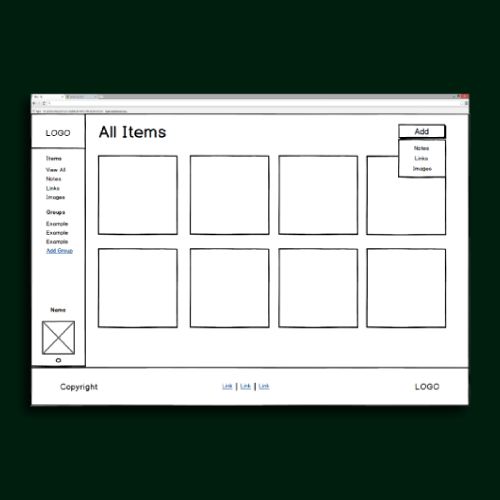 LOGO
All Items
Add
Notes
Links
Images
Items
View All
Notes
Links
Images
Groups
Example
Example
Example
Add Group
Name
Copyright
Link | Link | Link
LOGO